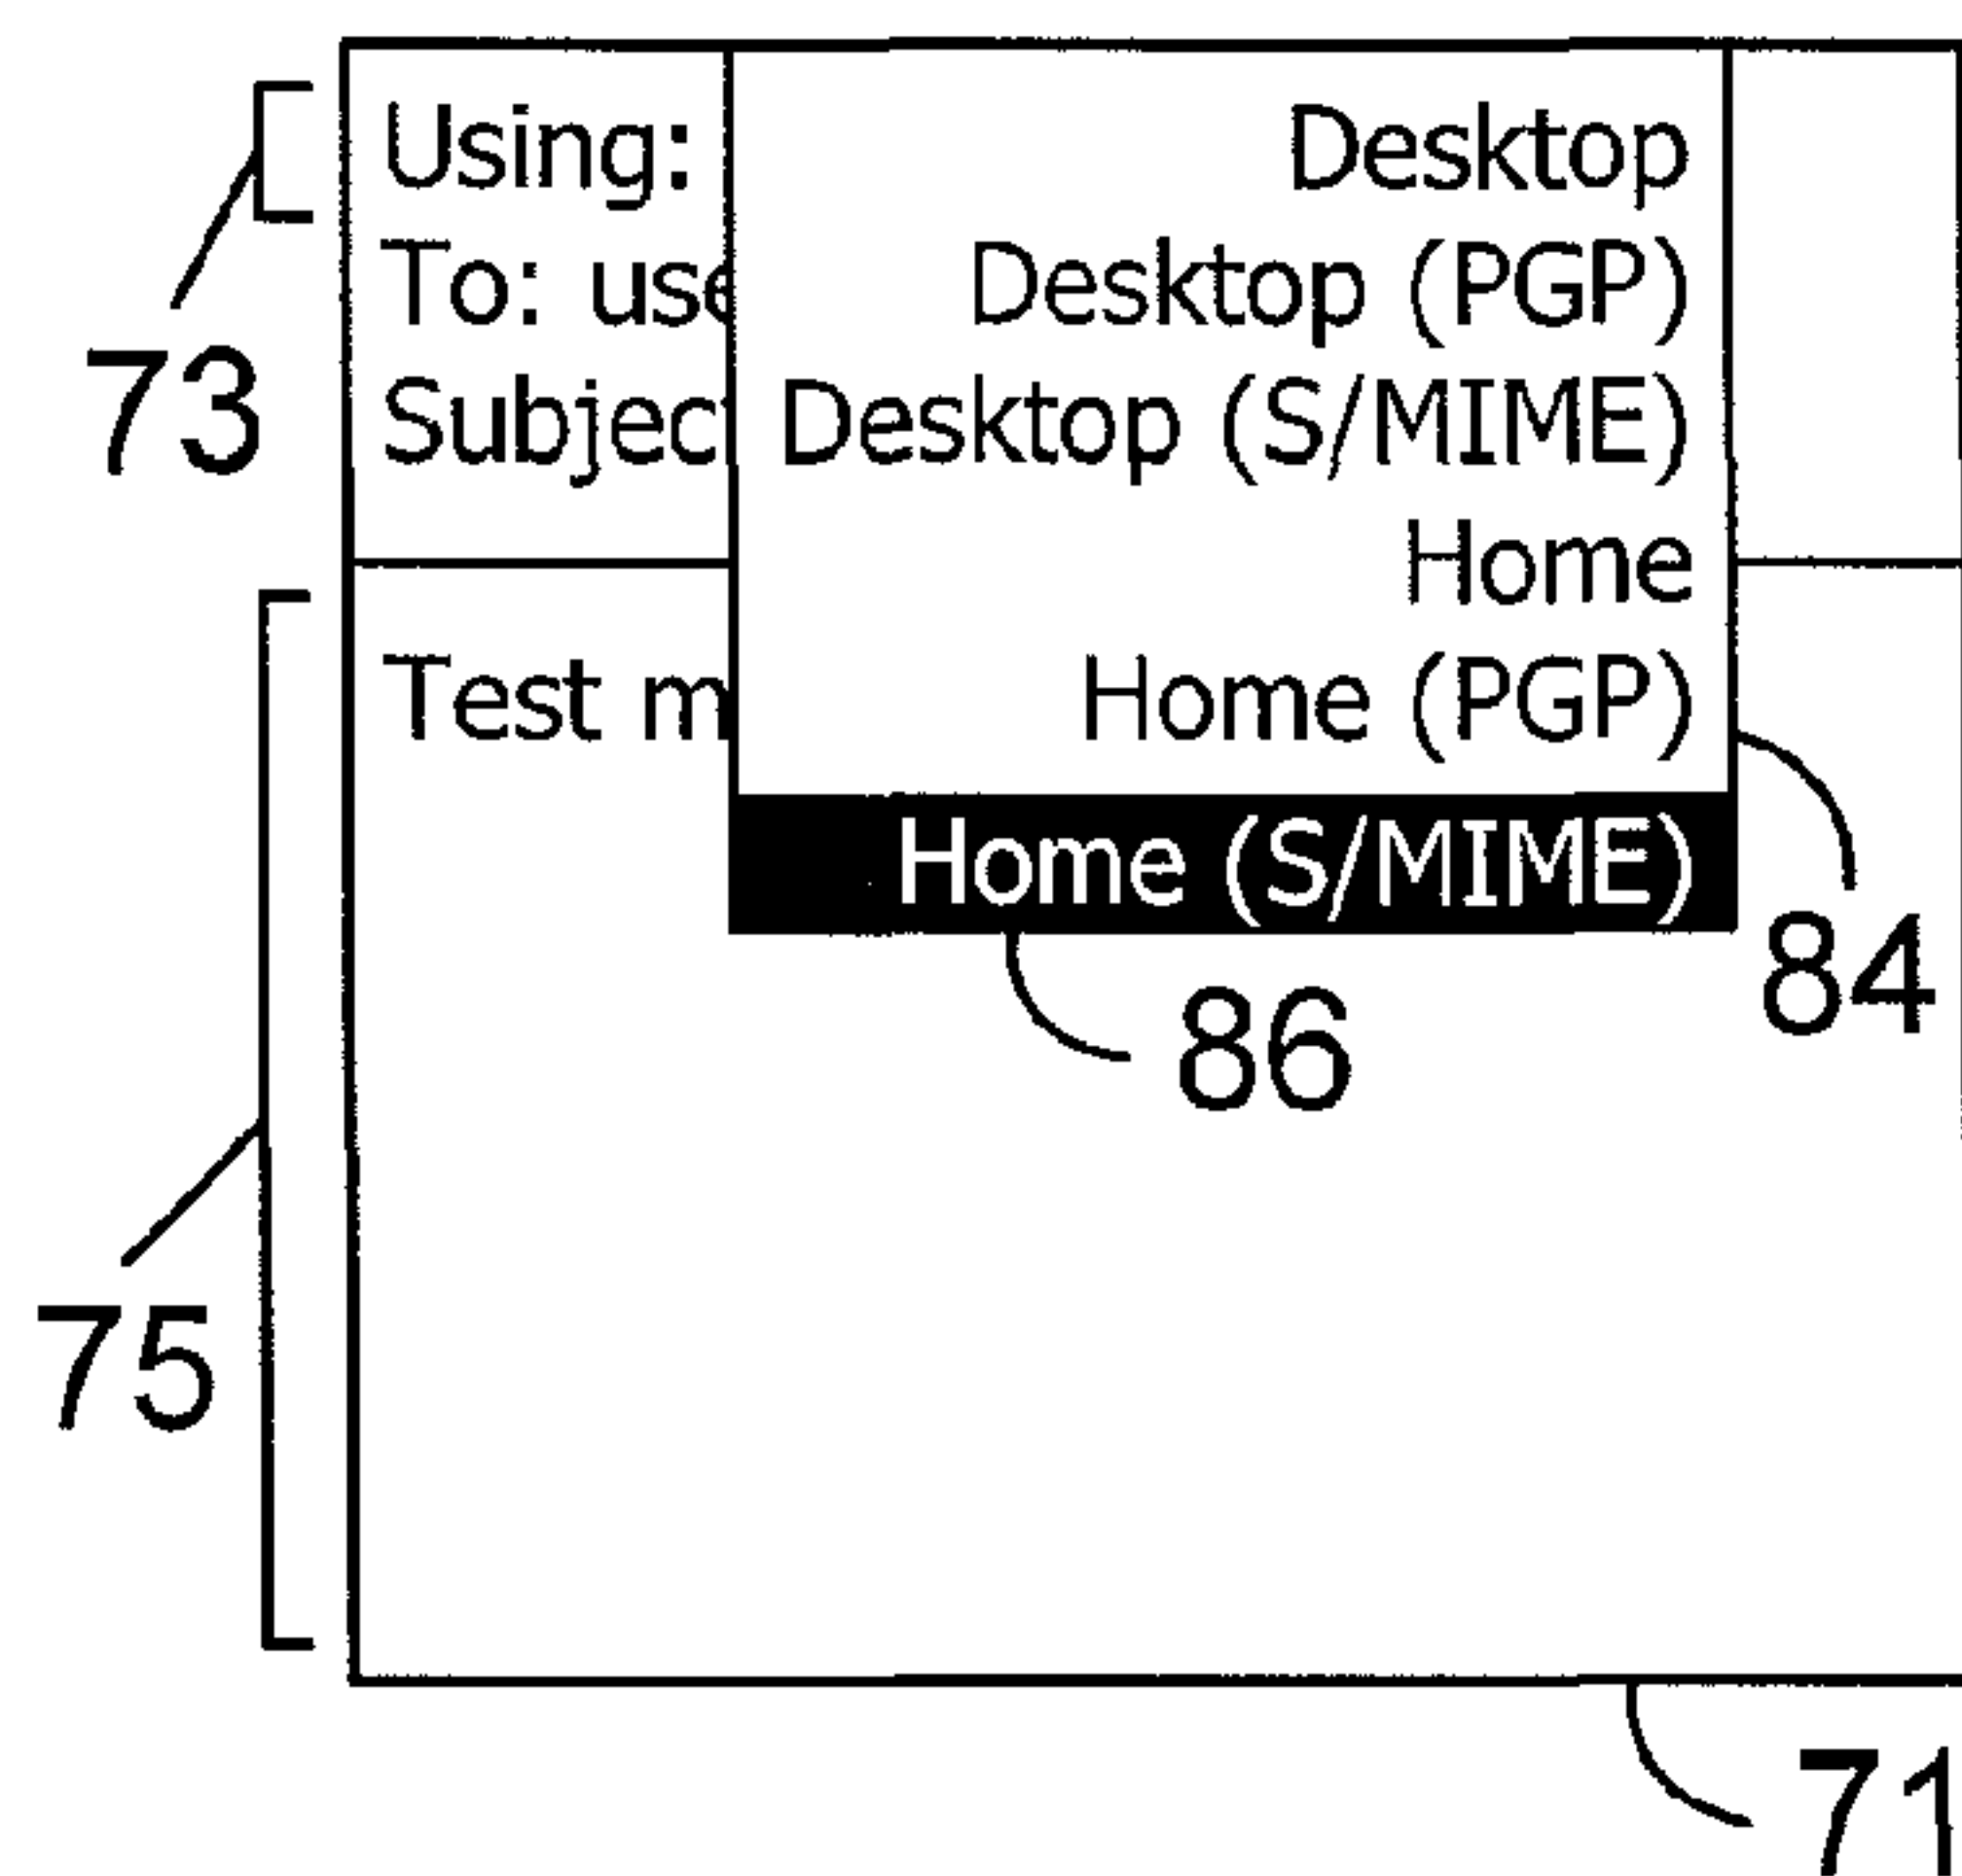 Using: Desktop
To: use Desktop (PGP)
Subject Desktop (S/MIME)
73
Home
Test m Home (PGP)
Home (S/MIME)
84
86
75
71